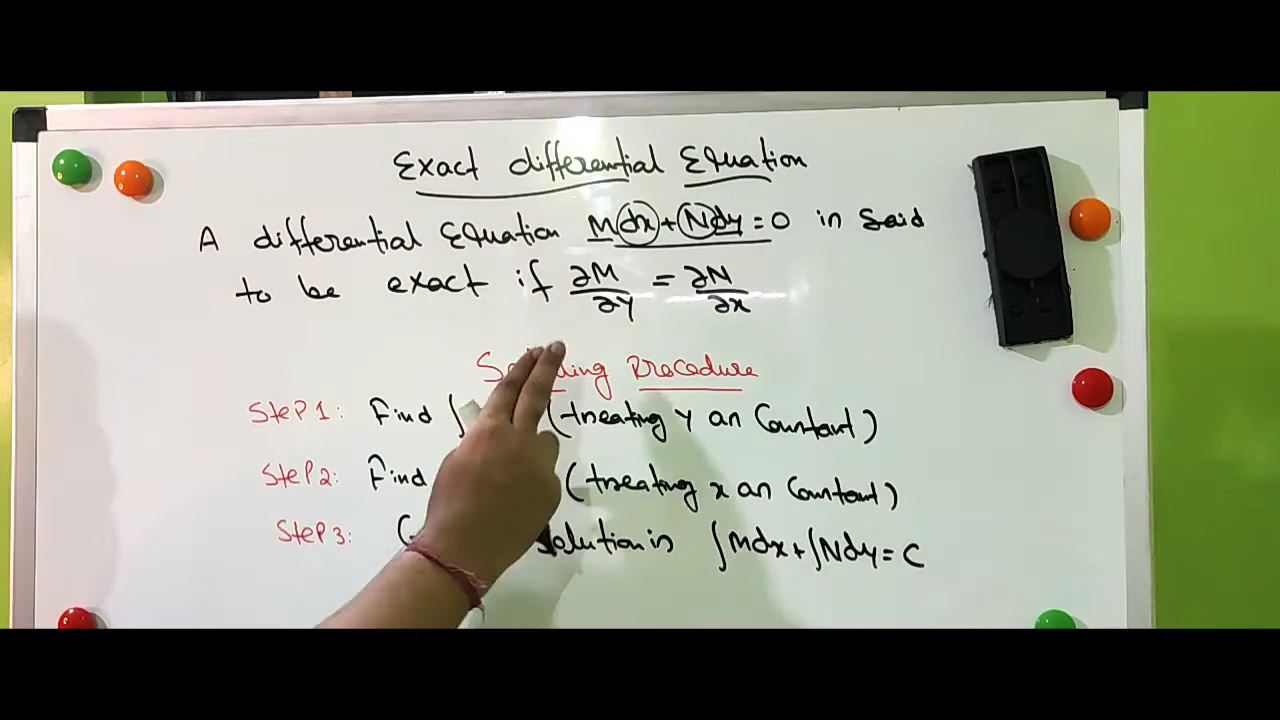 Exact differential Equation
A differential Equation Mdx+Ndy=0 is said
to be exact if ∂M/∂y = ∂N/∂x
Procedure
Step 1: Find ∫ (treating y as Constant)
Step 2: Find (treating x as Constant)
Step 3: Solution is ∫Mdx+∫Ndy=C